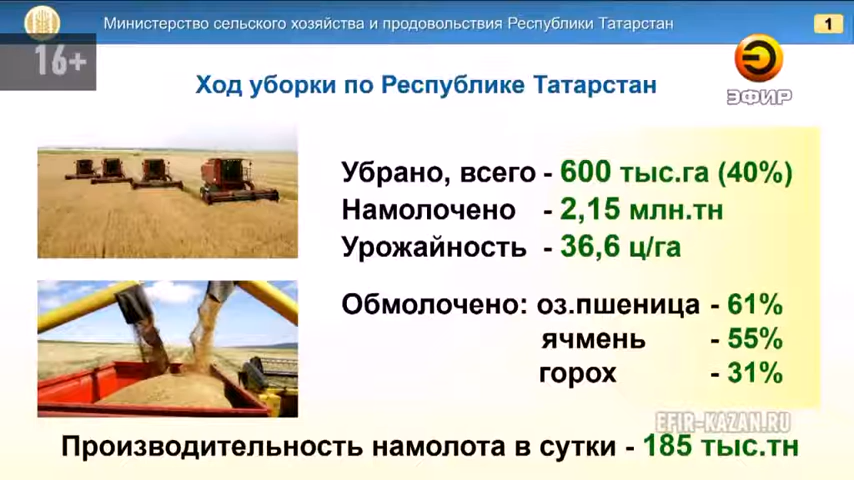 Министерство сельского хозяйства и продовольствия Республики Татарстан
1
16+
Ход уборки по Республике Татарстан
ЭФИР
Убрано, всего - 600 тыс.га (40%)
Намолочено - 2,15 млн.тн
Урожайность - 36,6 ц/га
Обмолочено: оз.пшеница - 61%
ячмень - 55%
горох - 31%
EFIR-KAZAN.RU
Производительность намолота в сутки - 185 тыс.тн